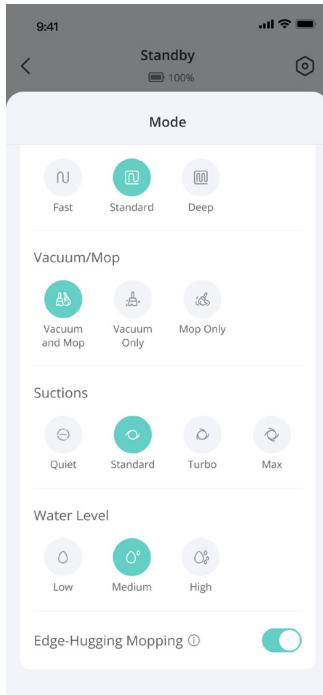 9:41
Standby
100%
Mode
Fast Standard Deep
Vacuum/Mop
Vacuum and Mop Vacuum Only Mop Only
Suctions
Quiet Standard Turbo Max
Water Level
Low Medium High
Edge-Hugging Mopping